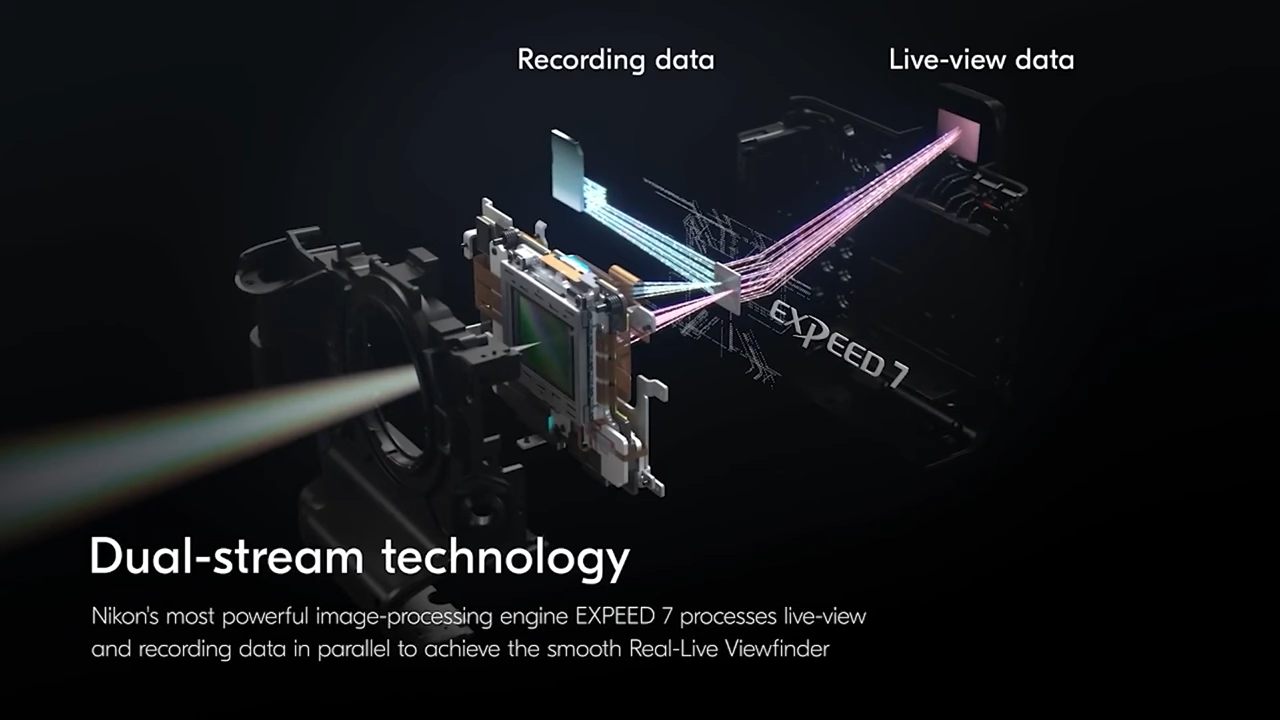 Recording data
Live-view data
EXPEED 7
Dual-stream technology
Nikon's most powerful image-processing engine EXPEED 7 processes live-view
and recording data in parallel to achieve the smooth Real-Live Viewfinder